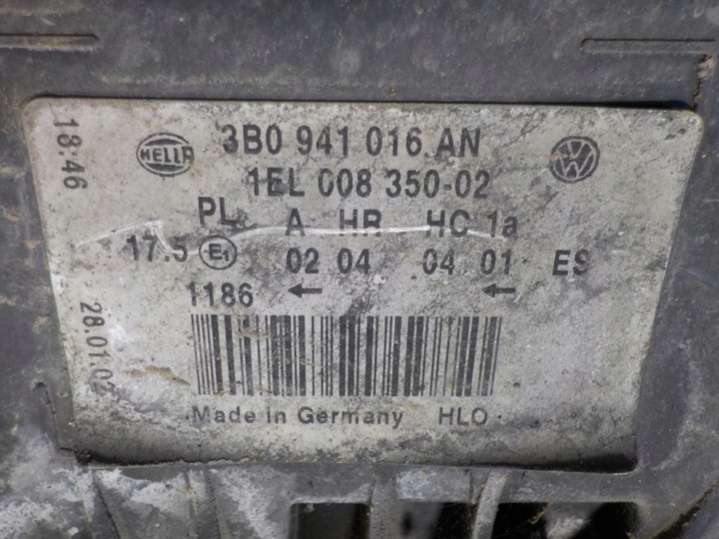 18:46
28.01.02
HELLA
3B0 941 016 AN
1EL 008 350-02
PL A HR HC 1a
17.5 E1 02 04 04 01 ES
1186 ← ←
Made in Germany HLO
VW